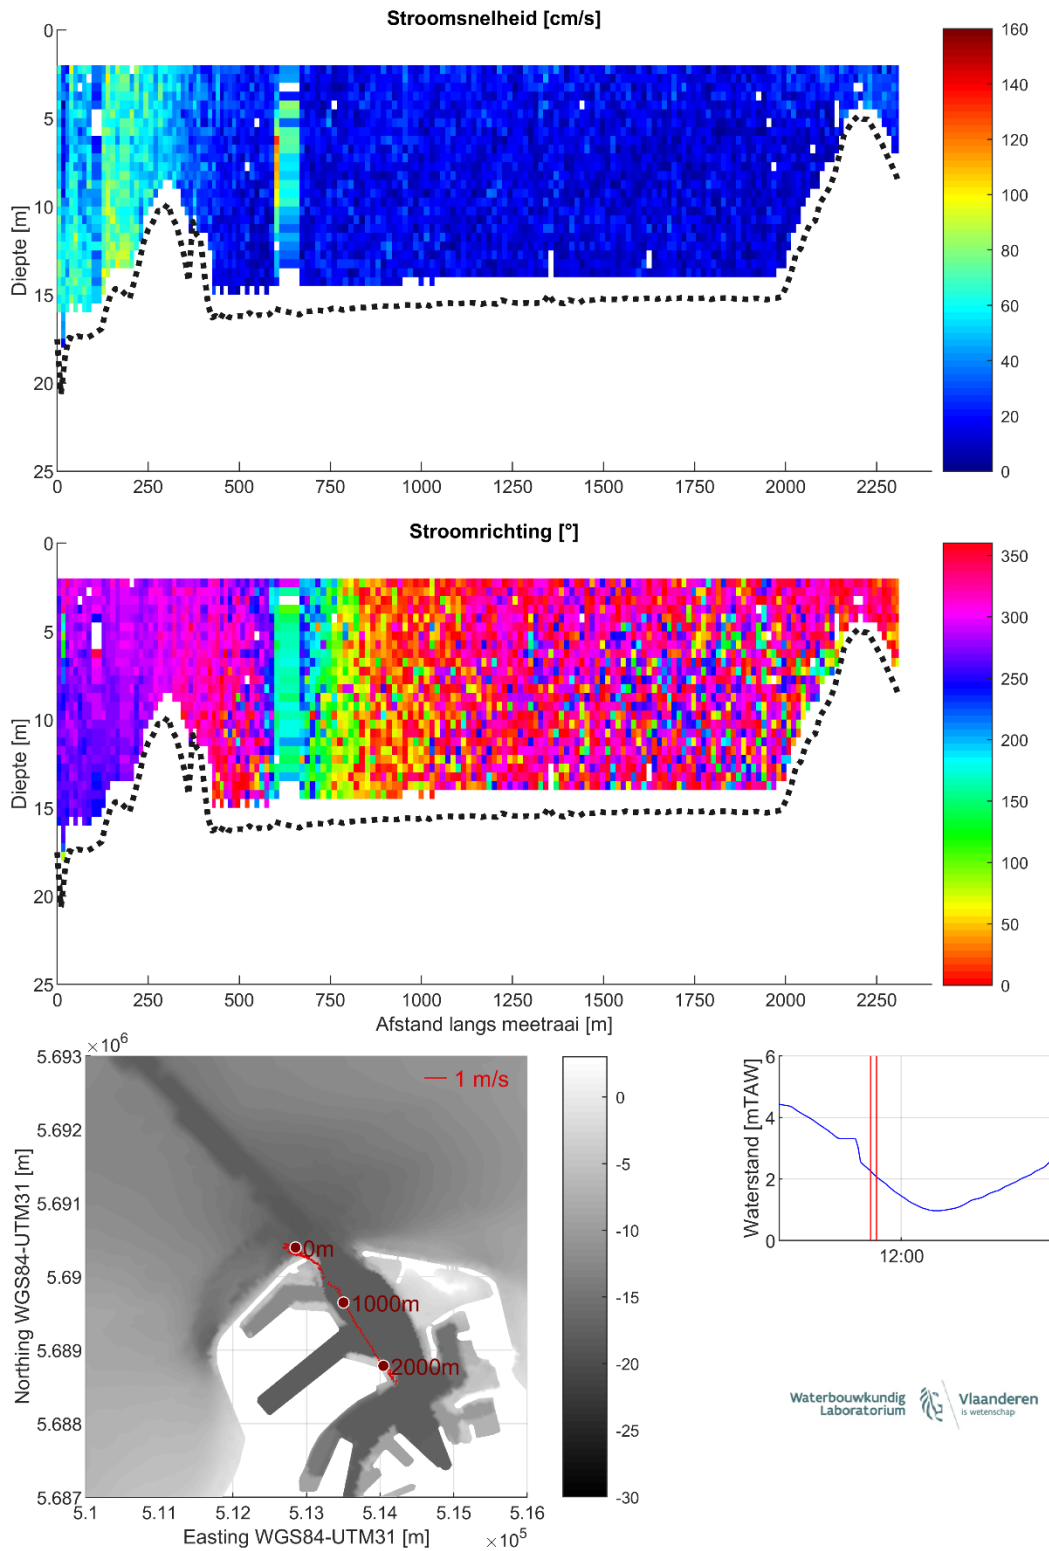 Stroomsnelheid [cm/s]
Diepte [m]
0
5
10
15
20
25
0 250 500 750 1000 1250 1500 1750 2000 2250
160
140
120
100
80
60
40
20
0
Stroomrichting [°]
Diepte [m]
0
5
10
15
20
25
0 250 500 750 1000 1250 1500 1750 2000 2250
Afstand langs meetraai [m]
350
300
250
200
150
100
50
0
×10⁶
Northing WGS84-UTM31 [m]
5.693
5.692
5.691
5.69
5.689
5.688
5.687
1 m/s
0m
1000m
2000m
5.1 5.11 5.12 5.13 5.14 5.15 5.16
Easting WGS84-UTM31 [m]
×10⁵
0
-5
-10
-15
-20
-25
-30
Waterstand [mTAW]
6
4
2
0
12:00
Waterbouwkundig
Laboratorium
Vlaanderen
is wetenschap